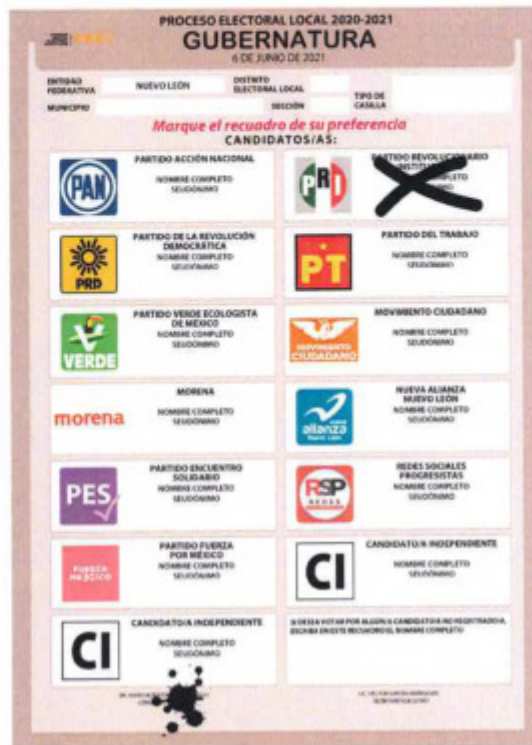 PROCESO ELECTORAL LOCAL 2020-2021
GUBERNATURA
6 DE JUNIO DE 2021
ENTIDAD FEDERATIVA NUEVO LEÓN DISTRITO ELECTORAL LOCAL
MUNICIPIO SECCIÓN TIPO DE CASILLA
Marque el recuadro de su preferencia
CANDIDATOS/AS:
PAN
PARTIDO ACCIÓN NACIONAL
NOMBRE COMPLETO
SEUDÓNIMO
PRI
PARTIDO REVOLUCIONARIO
COMPLETO
PRD
PARTIDO DE LA REVOLUCIÓN
DEMOCRÁTICA
NOMBRE COMPLETO
SEUDÓNIMO
PT
PARTIDO DEL TRABAJO
NOMBRE COMPLETO
SEUDÓNIMO
VERDE
PARTIDO VERDE ECOLOGISTA
DE MÉXICO
NOMBRE COMPLETO
SEUDÓNIMO
MOVIMIENTO
CIUDADANO
MOVIMIENTO CIUDADANO
NOMBRE COMPLETO
SEUDÓNIMO
morena
MORENA
NOMBRE COMPLETO
SEUDÓNIMO
alianza
NUEVA ALIANZA
NUEVO LEÓN
NOMBRE COMPLETO
SEUDÓNIMO
PES
PARTIDO ENCUENTRO
SOLIDARIO
NOMBRE COMPLETO
SEUDÓNIMO
RSP
REDES
REDES SOCIALES
PROGRESISTAS
NOMBRE COMPLETO
SEUDÓNIMO
FUERZA
MÉXICO
PARTIDO FUERZA
POR MÉXICO
NOMBRE COMPLETO
SEUDÓNIMO
CI
CANDIDATO/A INDEPENDIENTE
NOMBRE COMPLETO
SEUDÓNIMO
CI
CANDIDATO/A INDEPENDIENTE
NOMBRE COMPLETO
SEUDÓNIMO
SI DESEA VOTAR POR ALGÚN A CANDIDATO/A NO REGISTRADO/A,
ESCRIBA EN ESTE RECUADRO EL NOMBRE COMPLETO